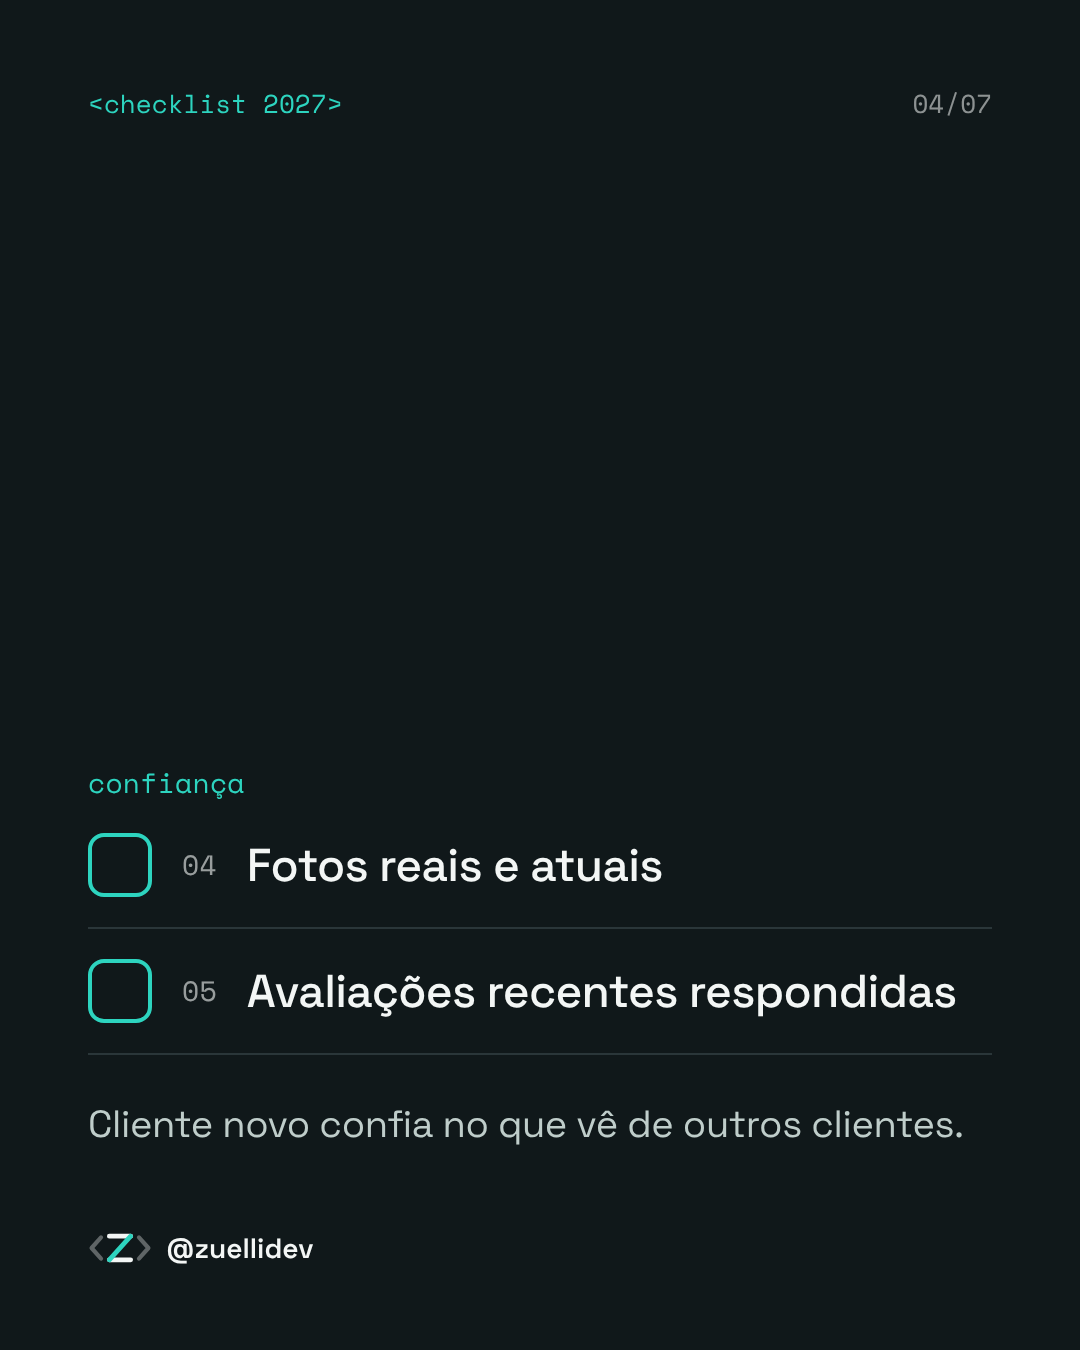 <checklist 2027>
04/07
confiança
04 Fotos reais e atuais
05 Avaliações recentes respondidas
Cliente novo confia no que vê de outros clientes.
<Z> @zuellidev